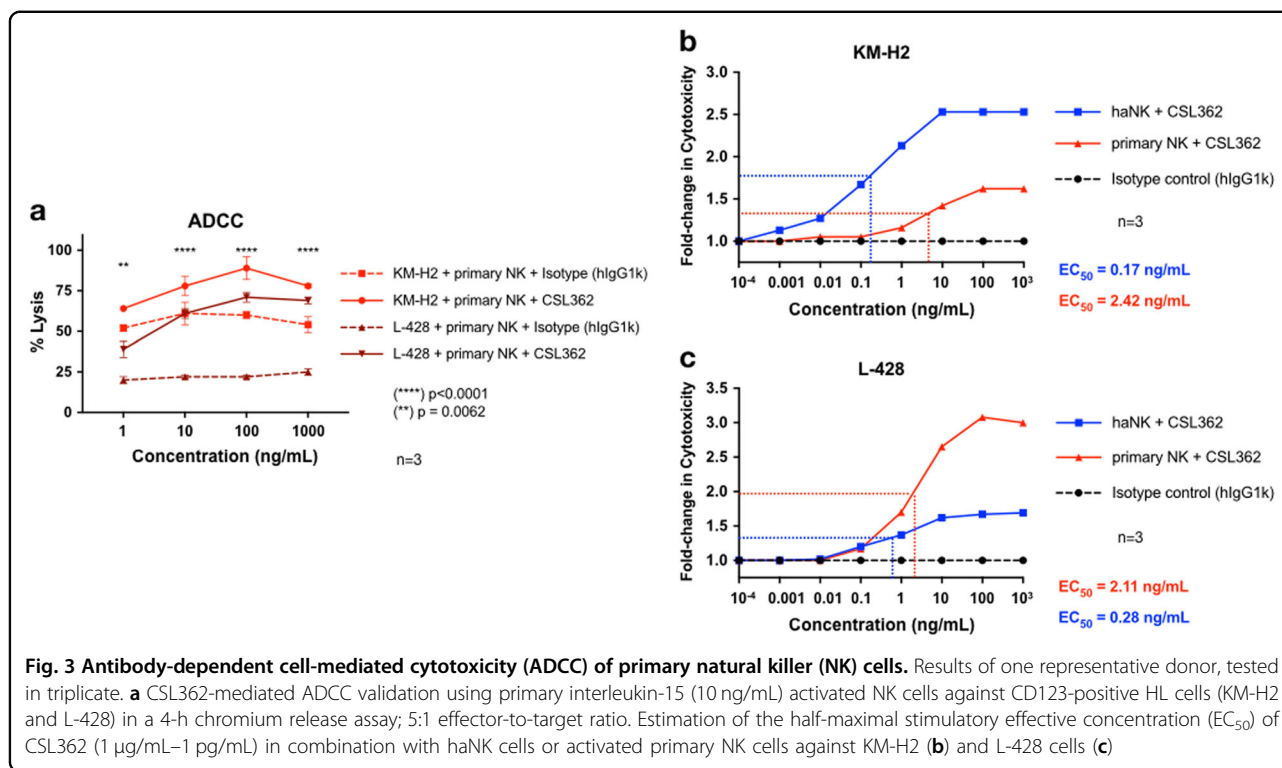 a
ADCC
** **** **** ****
% Lysis
100
75
50
25
0
1 10 100 1000
Concentration (ng/mL)
KM-H2 + primary NK + Isotype (hIgG1k)
KM-H2 + primary NK + CSL362
L-428 + primary NK + Isotype (hIgG1k)
L-428 + primary NK + CSL362
(****) p<0.0001
(**) p = 0.0062
n=3
b
KM-H2
Fold-change in Cytotoxicity
3.0
2.5
2.0
1.5
1.0
10⁻⁴ 0.001 0.01 0.1 1 10 100 10³
Concentration (ng/mL)
haNK + CSL362
primary NK + CSL362
Isotype control (hIgG1k)
n=3
EC₅₀ = 0.17 ng/mL
EC₅₀ = 2.42 ng/mL
c
L-428
Fold-change in Cytotoxicity
3.5
3.0
2.5
2.0
1.5
1.0
10⁻⁴ 0.001 0.01 0.1 1 10 100 10³
Concentration (ng/mL)
haNK + CSL362
primary NK + CSL362
Isotype control (hIgG1k)
n=3
EC₅₀ = 2.11 ng/mL
EC₅₀ = 0.28 ng/mL
Fig. 3 Antibody-dependent cell-mediated cytotoxicity (ADCC) of primary natural killer (NK) cells. Results of one representative donor, tested
in triplicate. a CSL362-mediated ADCC validation using primary interleukin-15 (10 ng/mL) activated NK cells against CD123-positive HL cells (KM-H2
and L-428) in a 4-h chromium release assay; 5:1 effector-to-target ratio. Estimation of the half-maximal stimulatory effective concentration (EC₅₀) of
CSL362 (1 μg/mL–1 pg/mL) in combination with haNK cells or activated primary NK cells against KM-H2 (b) and L-428 cells (c)